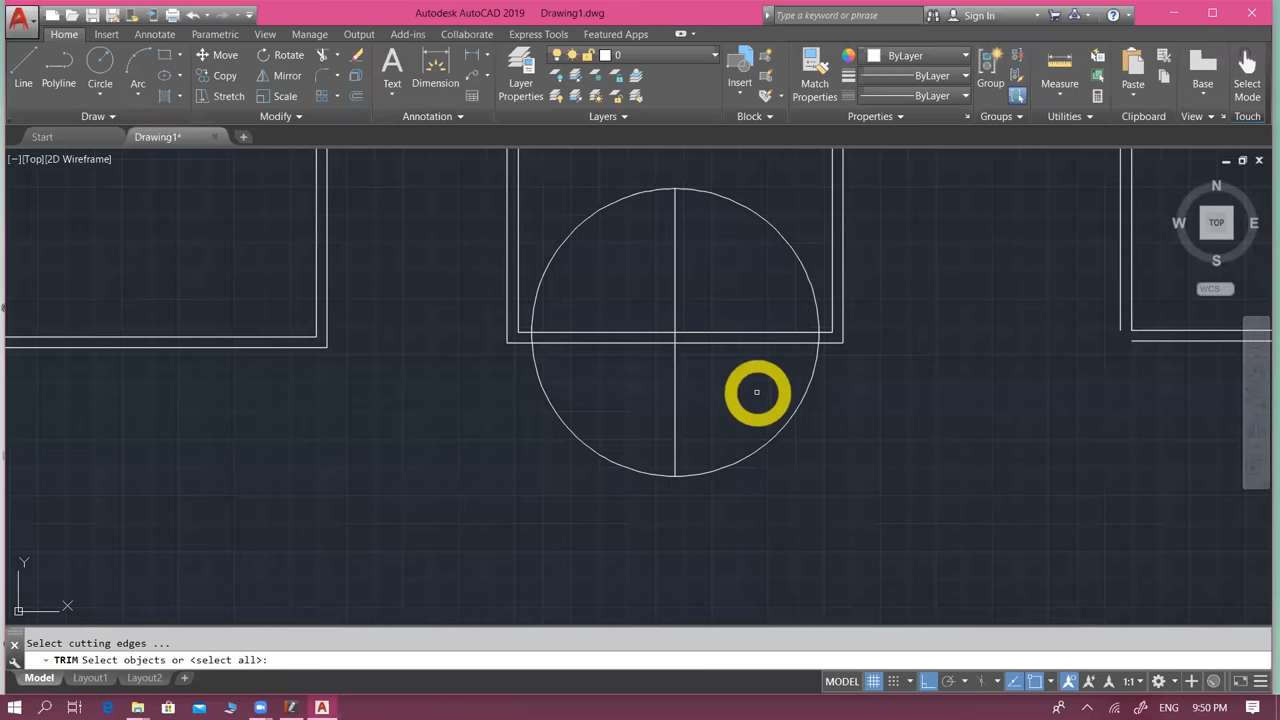 Autodesk AutoCAD 2019 Drawing1.dwg
Type a keyword or phrase
Sign In
Home Insert Annotate Parametric View Manage Output Add-ins Collaborate Express Tools Featured Apps
Line Polyline Circle Arc
Move Rotate
Copy Mirror
Stretch Scale
Text Dimension
Layer Properties
0
Insert
Match Properties
ByLayer
ByLayer
ByLayer
Group
Measure
Paste
Base
Select Mode
Draw Modify Annotation Layers Block Properties Groups Utilities Clipboard View Touch
Start Drawing1*
[−][Top][2D Wireframe]
N
W TOP E
S
WCS
Y
X
Select cutting edges ...
TRIM Select objects or <select all>:
Model Layout1 Layout2
MODEL 1:1
ENG 9:50 PM